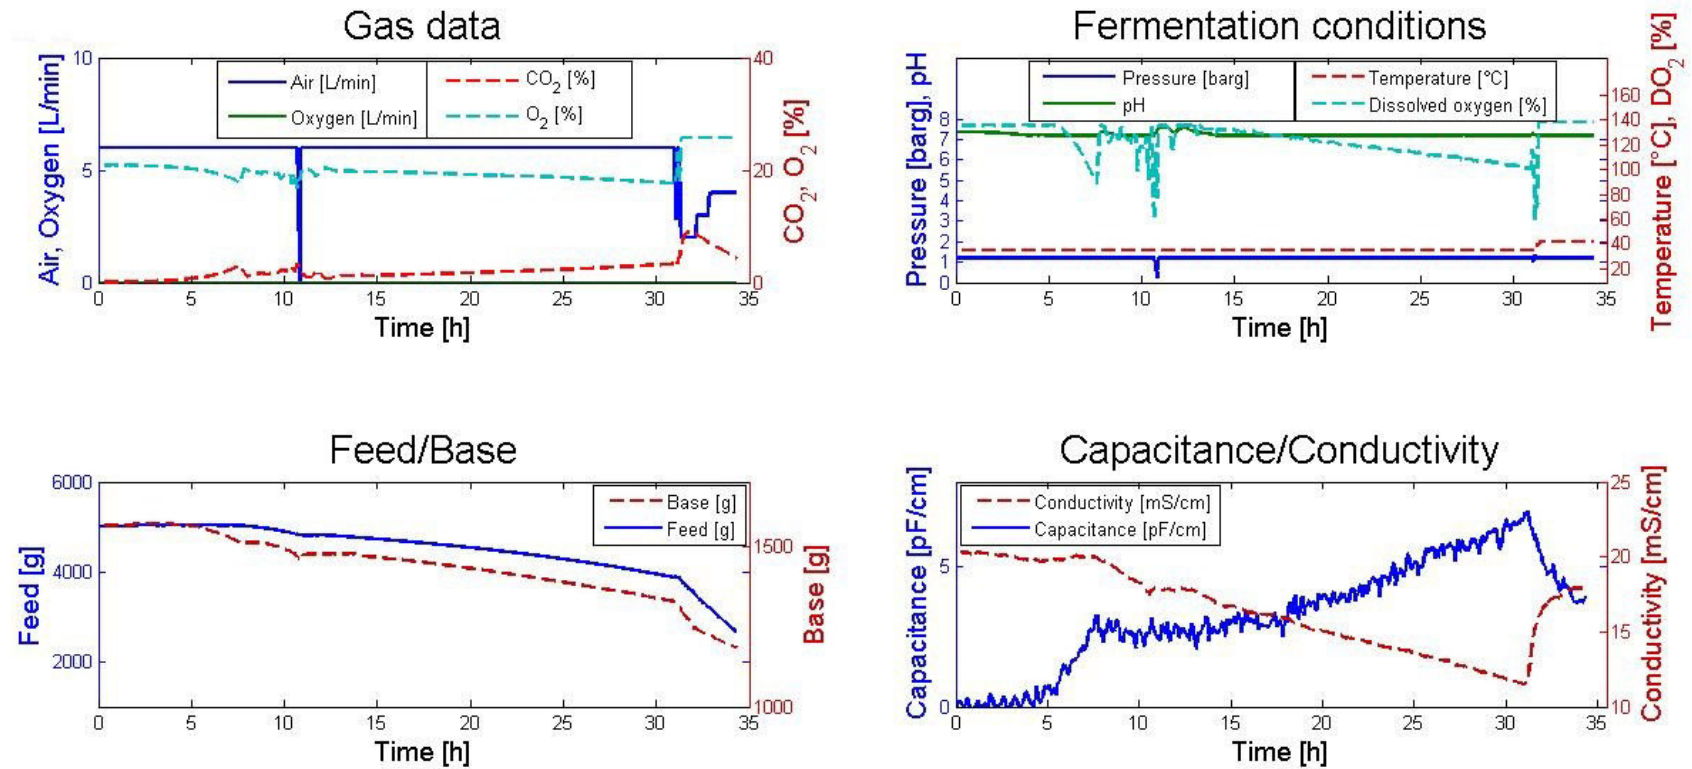 Gas data
Air, Oxygen [L/min]
10
5
0
Air [L/min]
Oxygen [L/min]
CO2 [%]
O2 [%]
40
20
0
CO2, O2 [%]
0 5 10 15 20 25 30 35
Time [h]
Fermentation conditions
Pressure [barg], pH
8
7
6
5
4
3
2
1
0
Pressure [barg]
pH
Temperature [°C]
Dissolved oxygen [%]
160
140
120
100
80
60
40
20
Temperature [°C], DO2 [%]
0 5 10 15 20 25 30 35
Time [h]
Feed/Base
Feed [g]
6000
4000
2000
Base [g]
Feed [g]
1500
1000
Base [g]
0 5 10 15 20 25 30 35
Time [h]
Capacitance/Conductivity
Capacitance [pF/cm]
5
0
Conductivity [mS/cm]
Capacitance [pF/cm]
25
20
15
10
Conductivity [mS/cm]
0 5 10 15 20 25 30 35
Time [h]